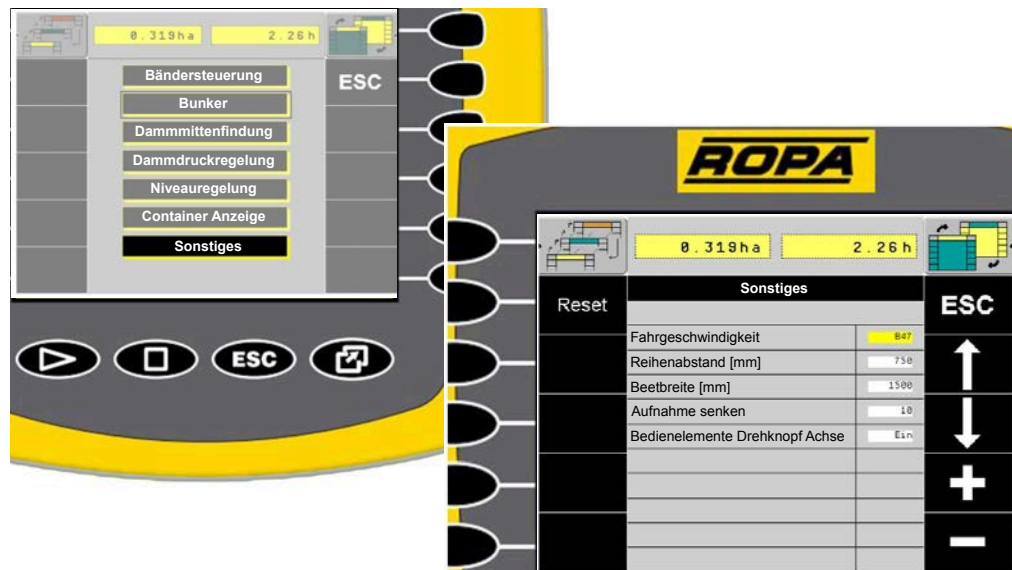 0.319ha 2.26h
Bändersteuerung
ESC
Bunker
Dammmittenfindung
Dammdruckregelung
Niveauregelung
Container Anzeige
Sonstiges
ESC
ROPA
0.319ha 2.26h
Sonstiges
Reset
ESC
Fahrgeschwindigkeit B47
Reihenabstand [mm] 750
Beetbreite [mm] 1500
Aufnahme senken 10
Bedienelemente Drehknopf Achse Ein